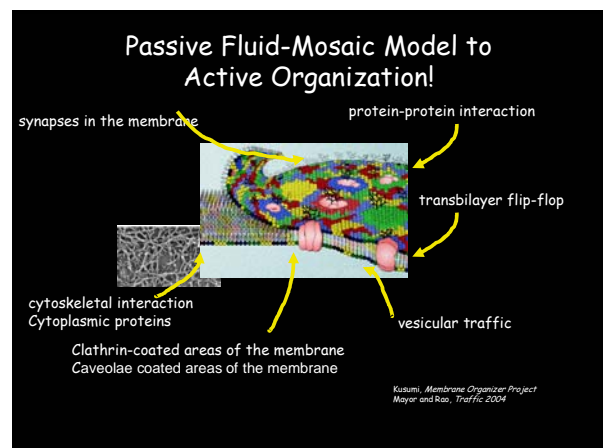 Passive Fluid-Mosaic Model to
Active Organization!
synapses in the membrane
protein-protein interaction
transbilayer flip-flop
cytoskeletal interaction
Cytoplasmic proteins
vesicular traffic
Clathrin-coated areas of the membrane
Caveolae coated areas of the membrane
Kusumi, Membrane Organizer Project
Mayor and Rao, Traffic 2004